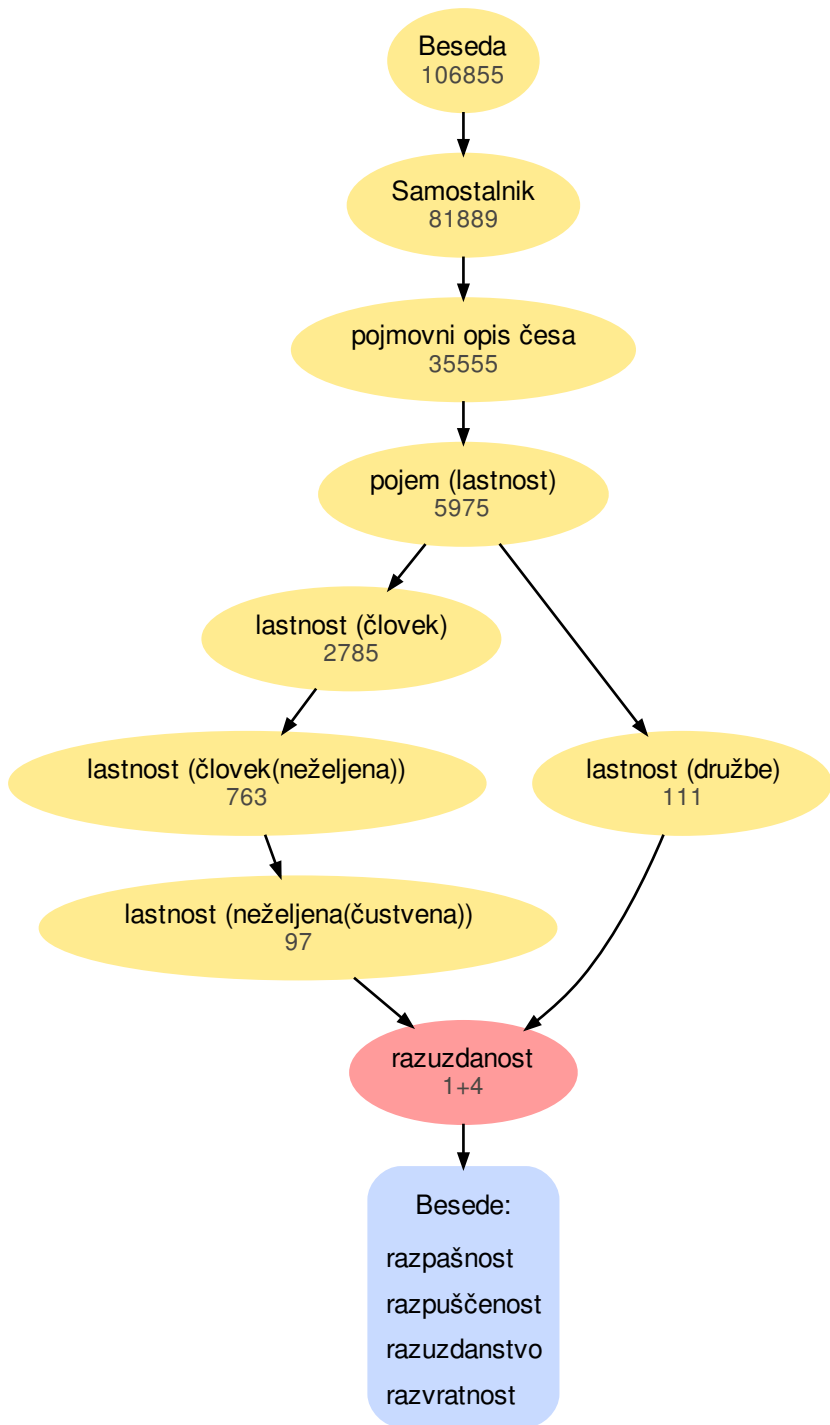 Beseda
106855
Samostalnik
81889
pojmovni opis česa
35555
pojem (lastnost)
5975
lastnost (človek)
2785
lastnost (človek(neželjena))
763
lastnost (družbe)
111
lastnost (neželjena(čustvena))
97
razuzdanost
1+4
Besede:
razpašnost
razpuščenost
razuzdanstvo
razvratnost